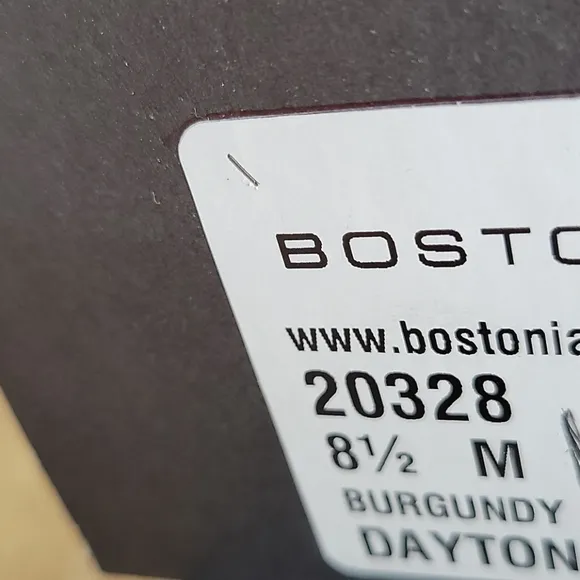 BOSTO
www.bostonia
20328
8½ M
BURGUNDY
DAYTON